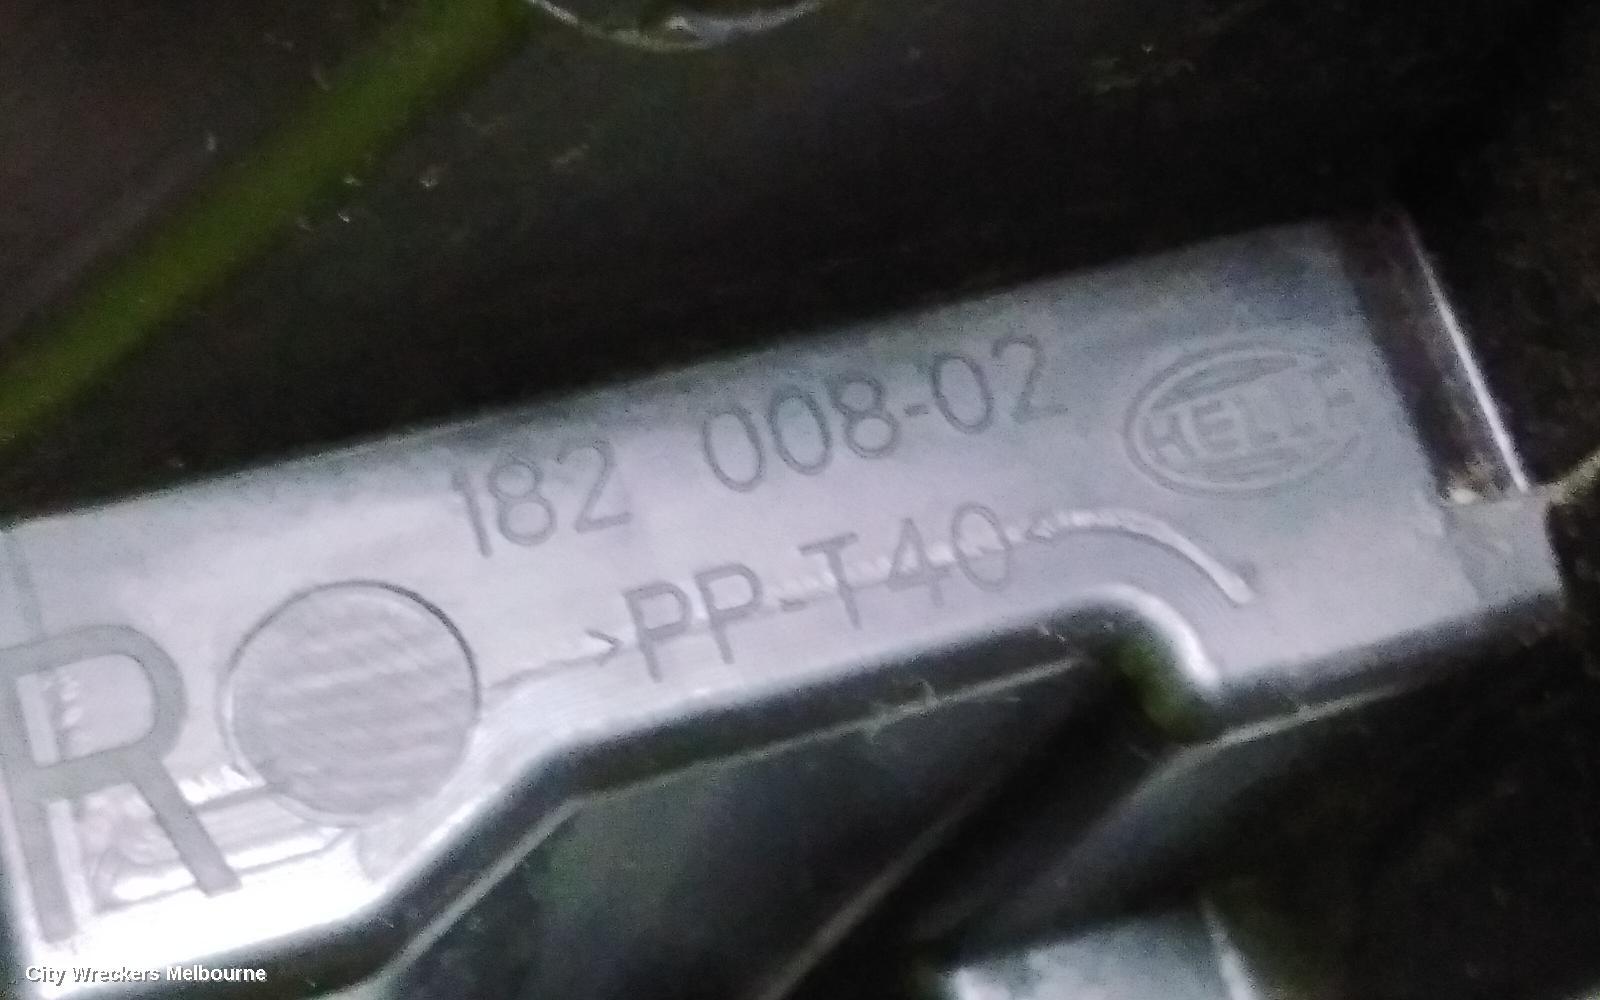 182 008-02
HELLA
>PP-T40<
R
City Wreckers Melbourne